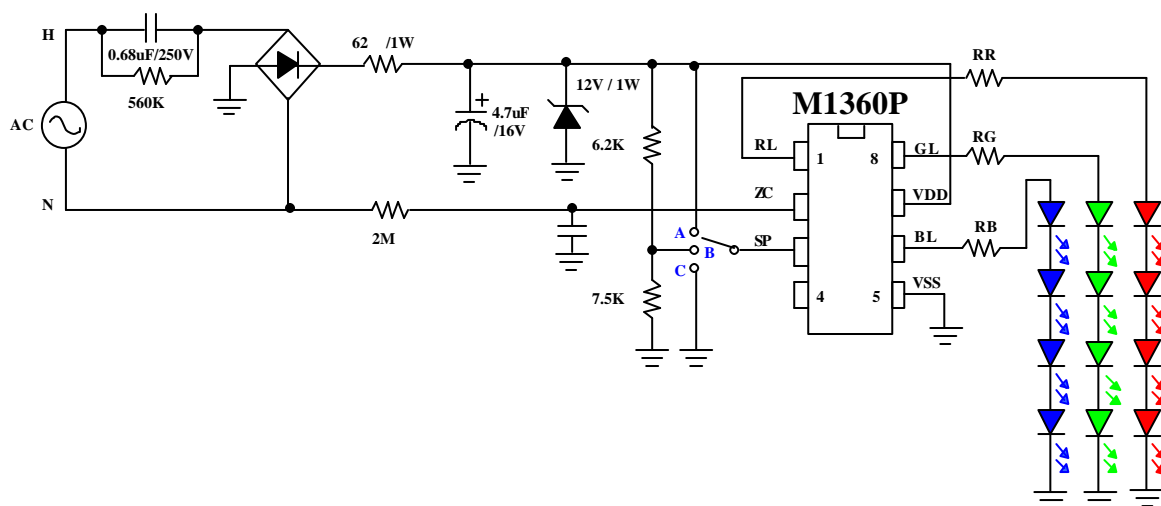 H
0.68uF/250V
560K
AC
N
62 /1W
4.7uF
/16V
12V / 1W
6.2K
2M
7.5K
A
B
C
M1360P
RL
ZC
SP
1
4
8
5
GL
VDD
BL
VSS
RR
RG
RB
+